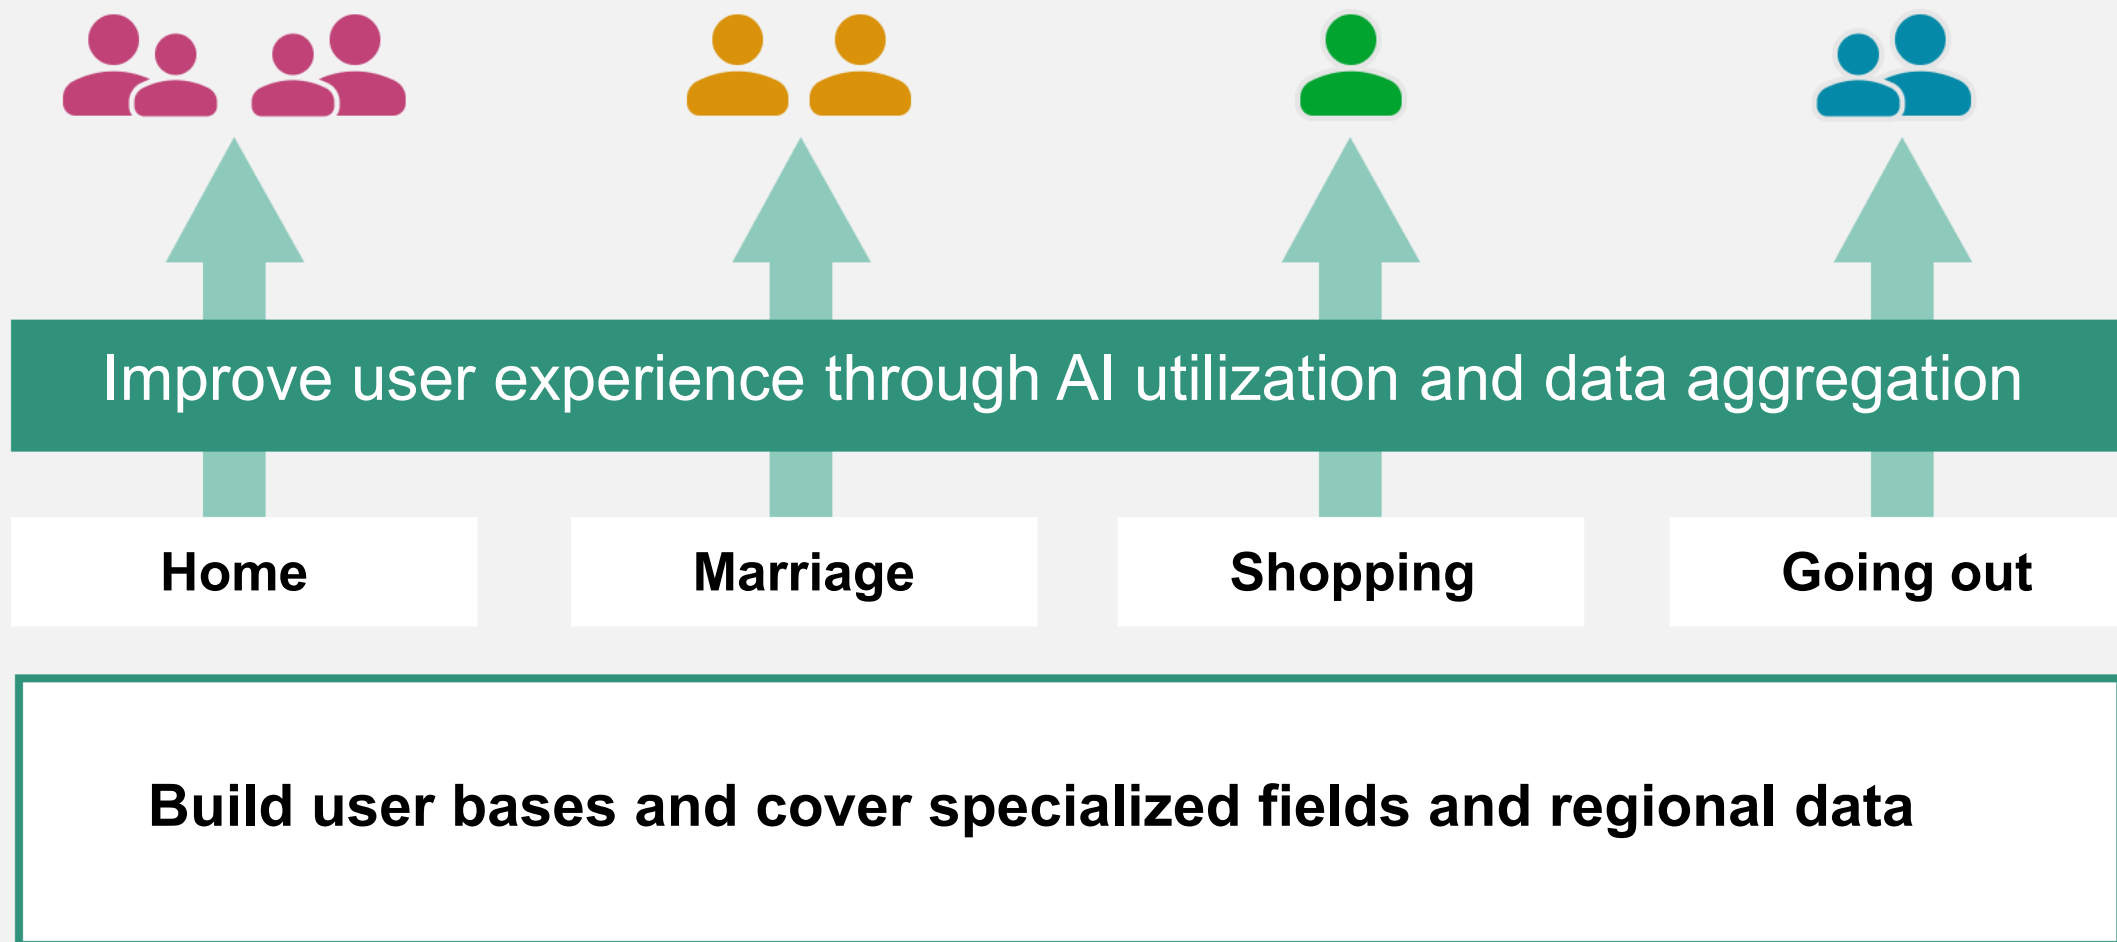 Improve user experience through AI utilization and data aggregation
Home
Marriage
Shopping
Going out
Build user bases and cover specialized fields and regional data